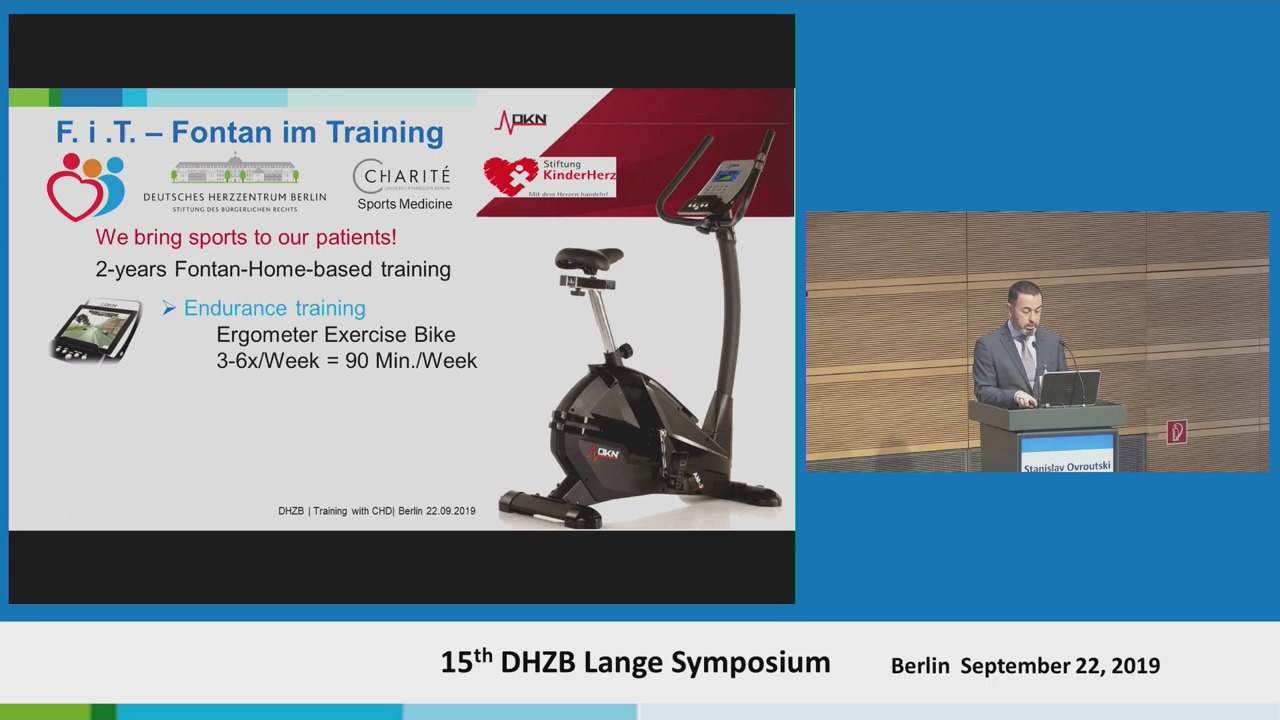 F. i .T. – Fontan im Training
DKN
DEUTSCHES HERZZENTRUM BERLIN
STIFTUNG DES BÜRGERLICHEN RECHTS
CHARITÉ
UNIVERSITÄTSMEDIZIN BERLIN
Sports Medicine
Stiftung
KinderHerz
Mit dem Herzen handeln!
We bring sports to our patients!
2-years Fontan-Home-based training
➢ Endurance training
Ergometer Exercise Bike
3-6x/Week = 90 Min./Week
DKN
DKN
AM-3
DHZB | Training with CHD| Berlin 22.09.2019
Stanislav Ovroutski
15th DHZB Lange Symposium
Berlin September 22, 2019